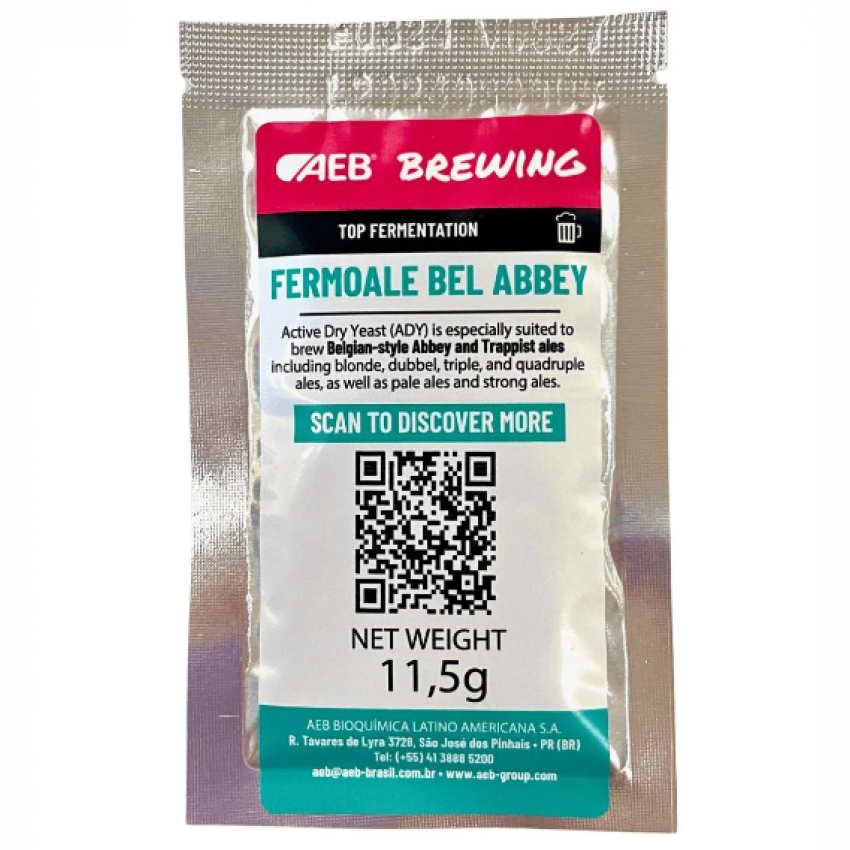 AEB® BREWING
TOP FERMENTATION
FERMOALE BEL ABBEY
Active Dry Yeast (ADY) is especially suited to
brew Belgian-style Abbey and Trappist ales
including blonde, dubbel, triple, and quadruple
ales, as well as pale ales and strong ales.
SCAN TO DISCOVER MORE
NET WEIGHT
11,5g
AEB BIOQUÍMICA LATINO AMERICANA S.A.
R. Tavares de Lyra 3728, São José dos Pinhais • PR (BR)
Tel: (+55) 41 3888 5200
aeb@aeb-brasil.com.br • www.aeb-group.com